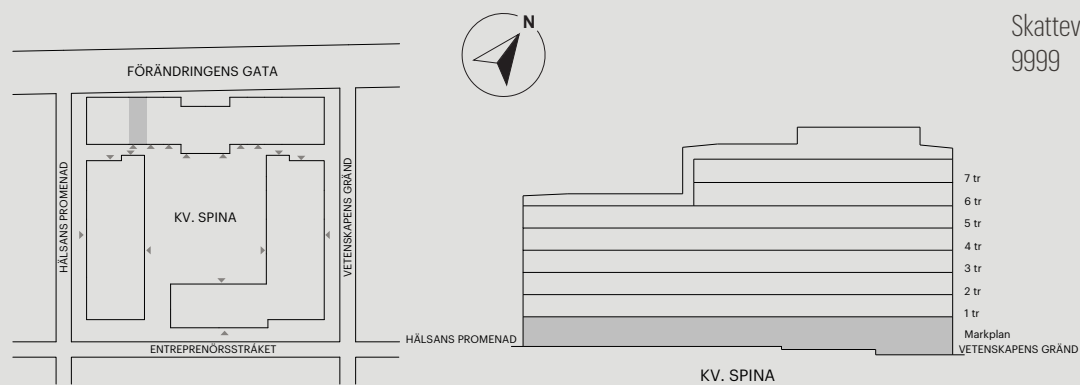 N
Skattev
9999
FÖRÄNDRINGENS GATA
HÄLSANS PROMENAD
KV. SPINA
VETENSKAPENS GRÄND
ENTREPRENÖRSSTRÅKET
7 tr
6 tr
5 tr
4 tr
3 tr
2 tr
1 tr
Markplan
HÄLSANS PROMENAD
VETENSKAPENS GRÄND
KV. SPINA